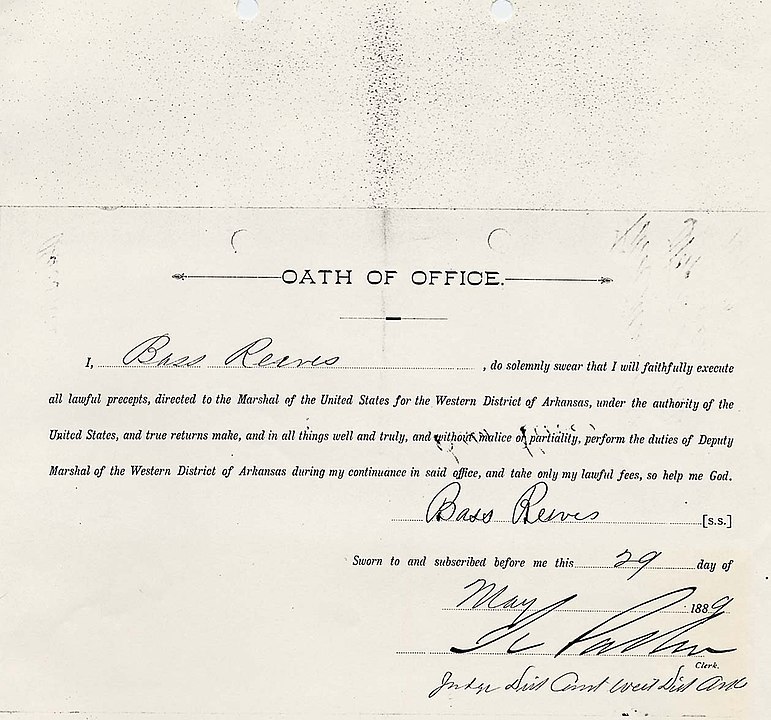 OATH OF OFFICE.
I, Bass Reeves, do solemnly swear that I will faithfully execute
all lawful precepts, directed to the Marshal of the United States for the Western District of Arkansas, under the authority of the
United States, and true returns make, and in all things well and truly, and without malice or partiality, perform the duties of Deputy
Marshal of the Western District of Arkansas during my continuance in said office, and take only my lawful fees, so help me God.
Bass Reeves [s.s.]
Sworn to and subscribed before me this 29 day of
May 1889
Parker
Clerk.
Judge Dist Court West Dist Ark